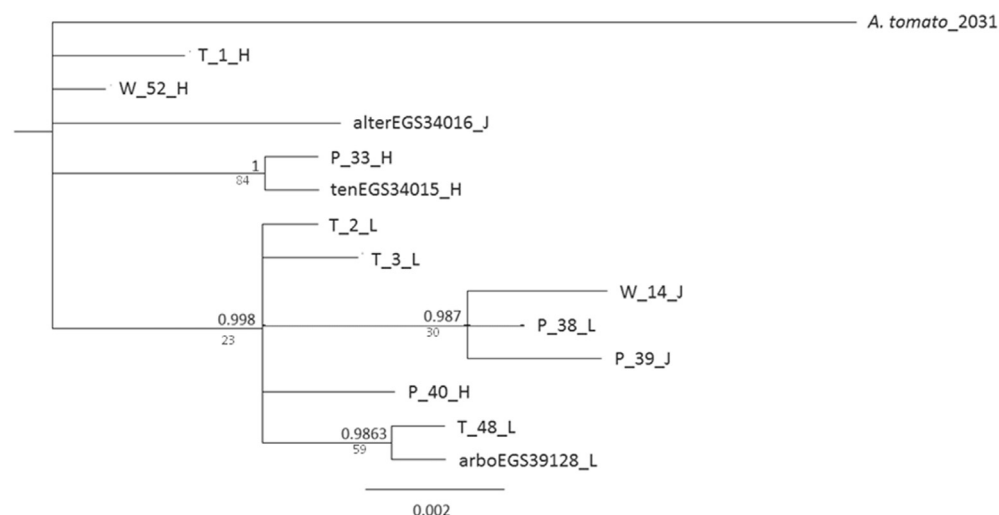 A. tomato_2031
T_1_H
W_52_H
alterEGS34016_J
P_33_H
1
84
tenEGS34015_H
T_2_L
T_3_L
W_14_J
0.998
23
0.987
30
P_38_L
P_39_J
P_40_H
T_48_L
0.9863
59
arboEGS39128_L
0.002